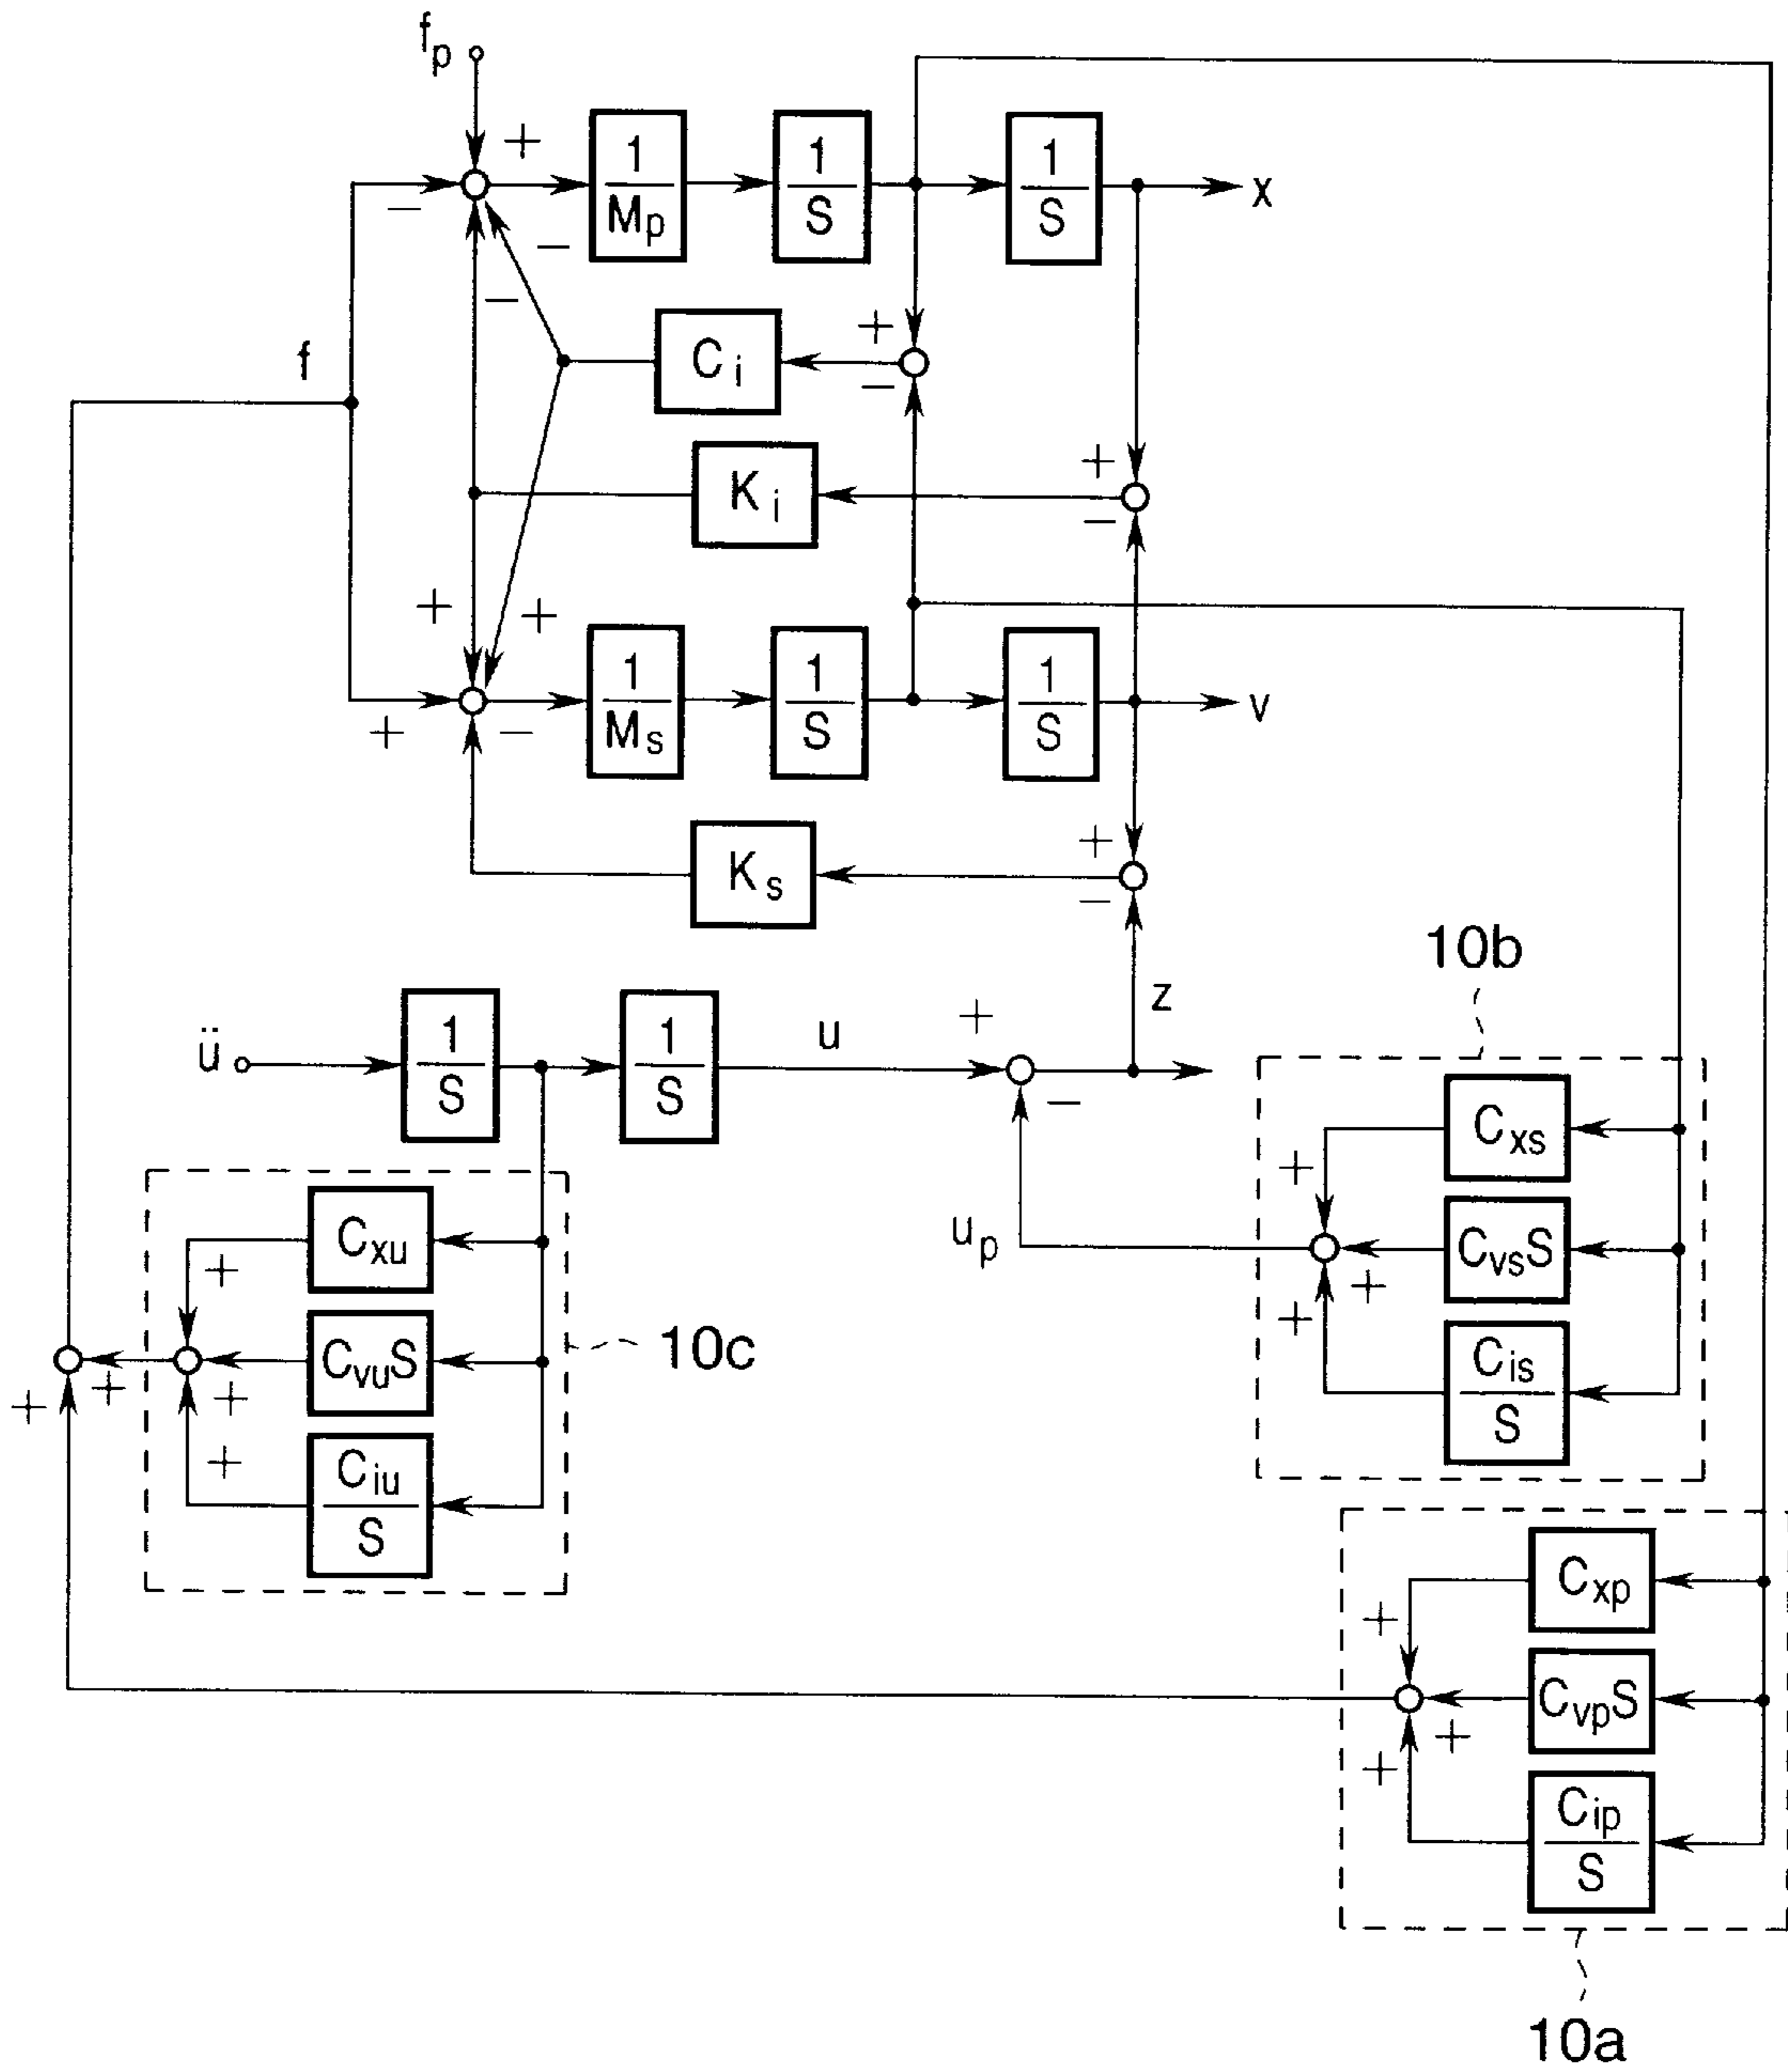 fp
+ 1 1 1
− Mp S S x
− −
+
f Ci −
+
Ki −
+ +
1 1 1
+ − Ms S S v
+
Ks −
10b
z
ü 1 1 u +
S S −
Cxs
+
Cxu up CvsS
+ + +
CvuS 10c Cis
+ + + S
+
Ciu
S
Cxp
+
CvpS
+ +
Cip
S
10a